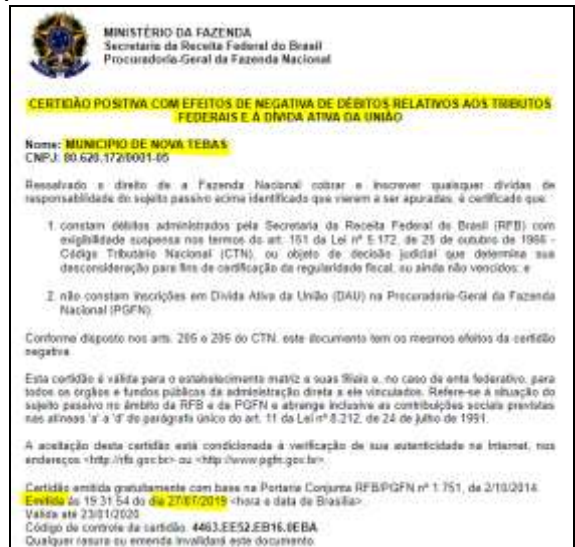 MINISTÉRIO DA FAZENDA
Secretaria da Receita Federal do Brasil
Procuradoria-Geral da Fazenda Nacional
CERTIDÃO POSITIVA COM EFEITOS DE NEGATIVA DE DÉBITOS RELATIVOS AOS TRIBUTOS
FEDERAIS E À DÍVIDA ATIVA DA UNIÃO
Nome: MUNICIPIO DE NOVA TEBAS
CNPJ: 80.620.172/0001-05
Ressalvado o direito de a Fazenda Nacional cobrar e inscrever quaisquer dívidas de
responsabilidade do sujeito passivo acima identificado que vierem a ser apuradas, é certificado que:
1. constam débitos administrados pela Secretaria da Receita Federal do Brasil (RFB) com
exigibilidade suspensa nos termos do art. 151 da Lei nº 5.172, de 25 de outubro de 1966 -
Código Tributário Nacional (CTN), ou objeto de decisão judicial que determina sua
desconsideração para fins de certificação da regularidade fiscal, ou ainda não vencidos; e
2. não constam inscrições em Dívida Ativa da União (DAU) na Procuradoria-Geral da Fazenda
Nacional (PGFN).
Conforme disposto nos arts. 205 e 206 do CTN, este documento tem os mesmos efeitos da certidão
negativa.
Esta certidão é válida para o estabelecimento matriz e suas filiais e, no caso de ente federativo, para
todos os órgãos e fundos públicos da administração direta a ele vinculados. Refere-se à situação do
sujeito passivo no âmbito da RFB e da PGFN e abrange inclusive as contribuições sociais previstas
nas alíneas 'a' a 'd' do parágrafo único do art. 11 da Lei nº 8.212, de 24 de julho de 1991.
A aceitação desta certidão está condicionada à verificação de sua autenticidade na Internet, nos
endereços <http://rfb.gov.br> ou <http://www.pgfn.gov.br>.
Certidão emitida gratuitamente com base na Portaria Conjunta RFB/PGFN nº 1.751, de 2/10/2014.
Emitida às 19:31:54 do dia 27/07/2019 <hora e data de Brasília>.
Válida até 23/01/2020.
Código de controle da certidão: 4463.EE52.EB16.0EBA
Qualquer rasura ou emenda invalidará este documento.